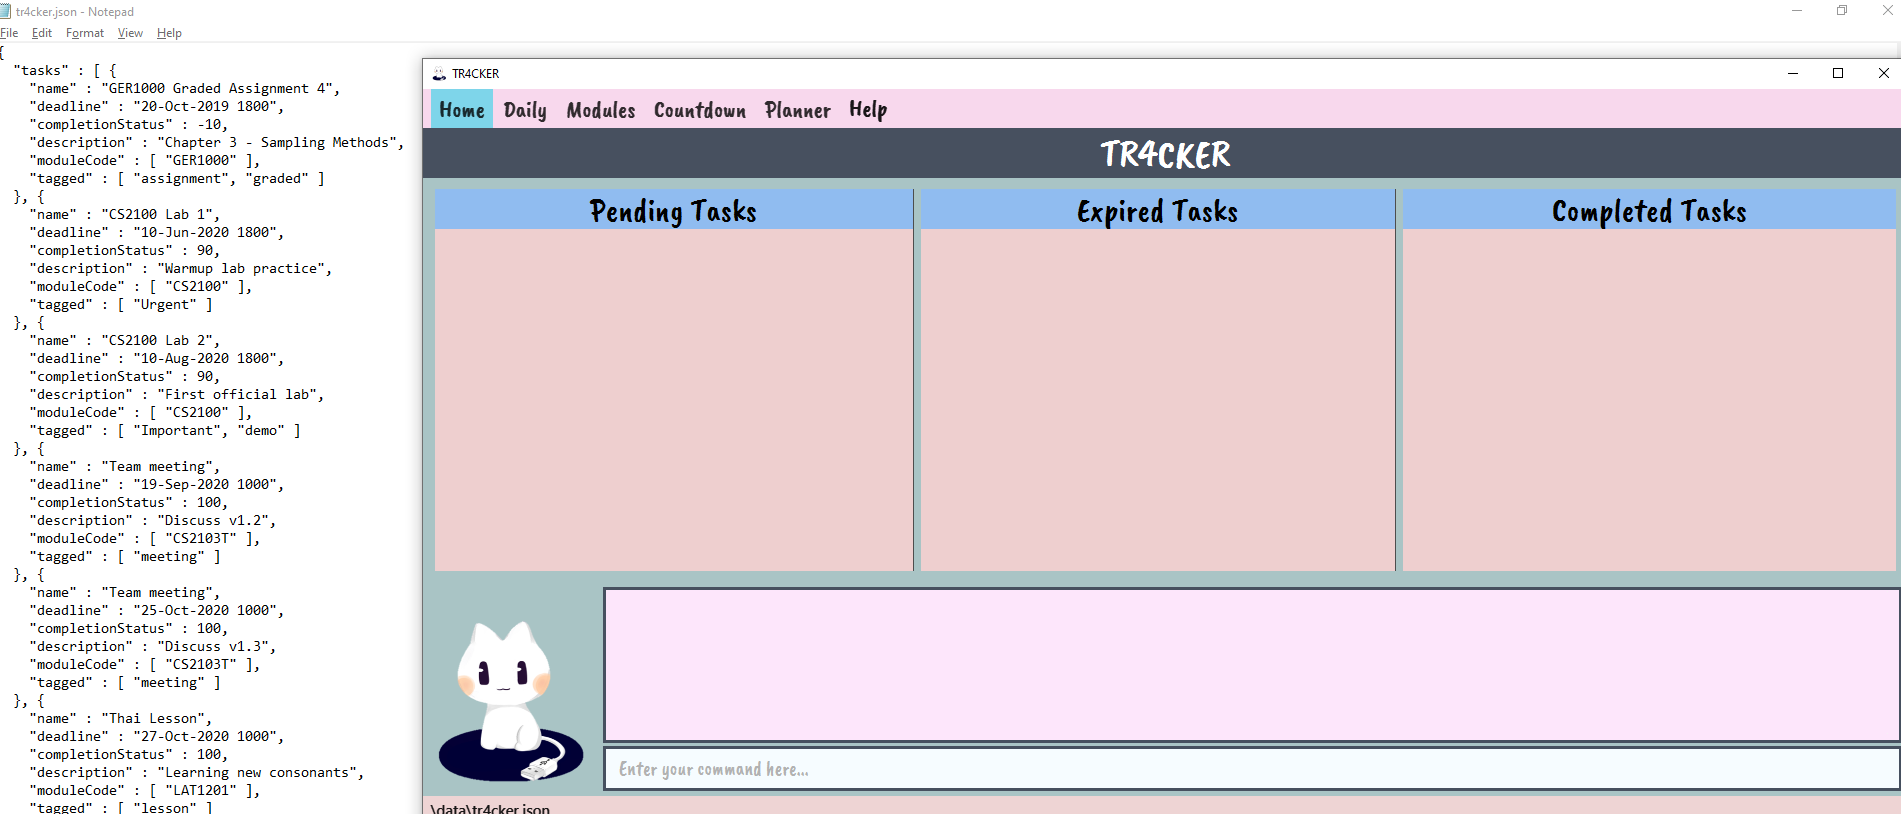 tr4cker.json - Notepad
File Edit Format View Help
{
"tasks" : [ {
"name" : "GER1000 Graded Assignment 4",
"deadline" : "20-Oct-2019 1800",
"completionStatus" : -10,
"description" : "Chapter 3 - Sampling Methods",
"moduleCode" : [ "GER1000" ],
"tagged" : [ "assignment", "graded" ]
}, {
"name" : "CS2100 Lab 1",
"deadline" : "10-Jun-2020 1800",
"completionStatus" : 90,
"description" : "Warmup lab practice",
"moduleCode" : [ "CS2100" ],
"tagged" : [ "Urgent" ]
}, {
"name" : "CS2100 Lab 2",
"deadline" : "10-Aug-2020 1800",
"completionStatus" : 90,
"description" : "First official lab",
"moduleCode" : [ "CS2100" ],
"tagged" : [ "Important", "demo" ]
}, {
"name" : "Team meeting",
"deadline" : "19-Sep-2020 1000",
"completionStatus" : 100,
"description" : "Discuss v1.2",
"moduleCode" : [ "CS2103T" ],
"tagged" : [ "meeting" ]
}, {
"name" : "Team meeting",
"deadline" : "25-Oct-2020 1000",
"completionStatus" : 100,
"description" : "Discuss v1.3",
"moduleCode" : [ "CS2103T" ],
"tagged" : [ "meeting" ]
}, {
"name" : "Thai Lesson",
"deadline" : "27-Oct-2020 1000",
"completionStatus" : 100,
"description" : "Learning new consonants",
"moduleCode" : [ "LAT1201" ],
"tagged" : [ "lesson" ]
TR4CKER
Home Daily Modules Countdown Planner Help
TR4CKER
Pending Tasks
Expired Tasks
Completed Tasks
Enter your command here...
\data\tr4cker.json